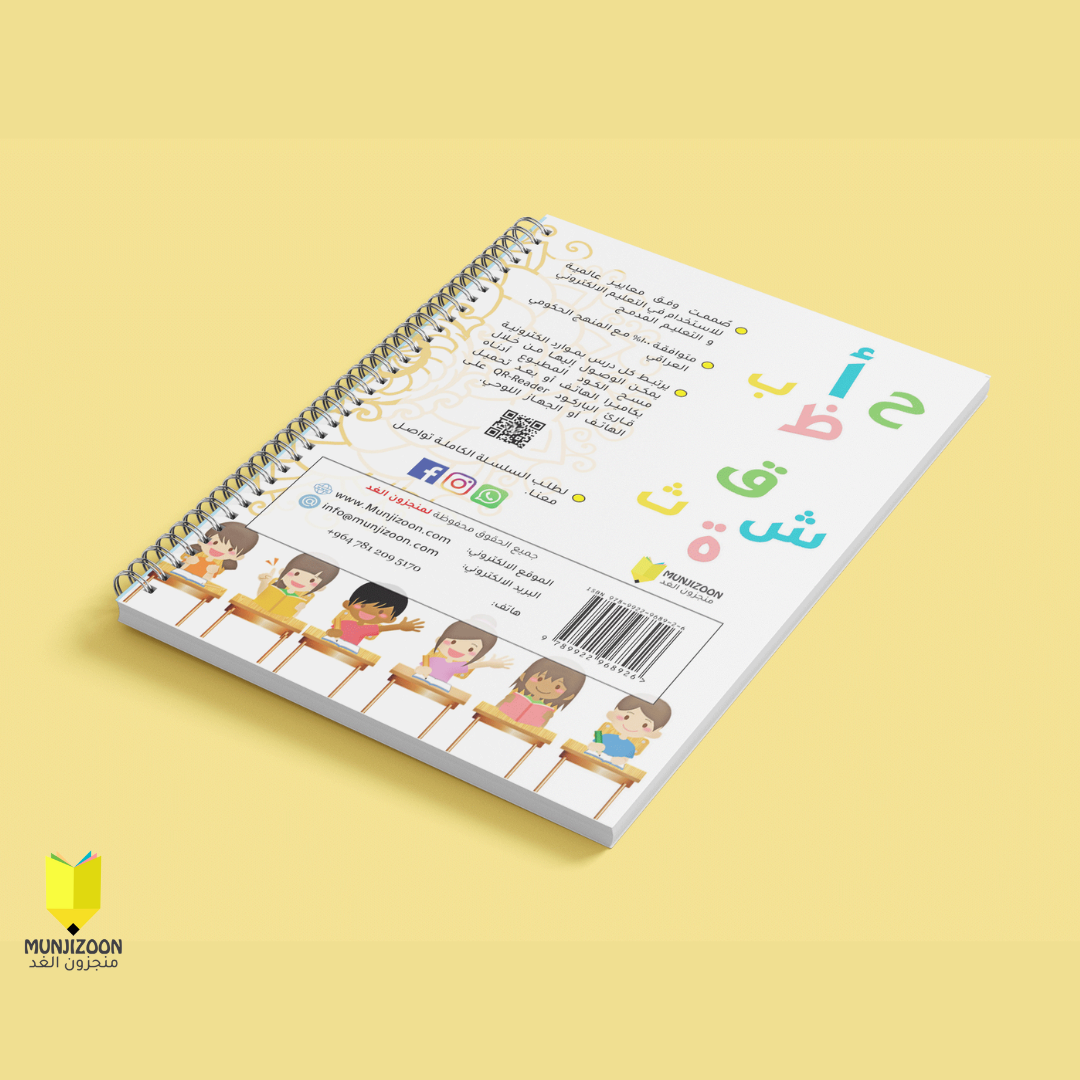 صُممت وفق معايير عالمية
للاستخدام في التعليم الالكتروني
و التعليم المدمج
متوافقة ١٠٠% مع المنهج الحكومي
العراقي
يرتبط كل درس بموارد الكترونية
يمكن الوصول إليها من خلال
مسح الكود المطبوع أدناه
بكاميرا الهاتف أو بعد تحميل
قارئ الباركود QR-Reader على
الهاتف أو الجهاز اللوحي.
لطلب السلسلة الكاملة تواصل
معنا.
أ
ب
ح
ظ
ق
ث
ش
ة
جميع الحقوق محفوظة لمنجزون الغد
الموقع الالكتروني: www.Munjizoon.com
البريد الالكتروني: info@munjizoon.com
هاتف: +964 781 209 5170
MUNJIZOON
منجزون الغد
ISBN 978-9922-9689-2-6
9 789922 968926 >
MUNJIZOON
منجزون الغد